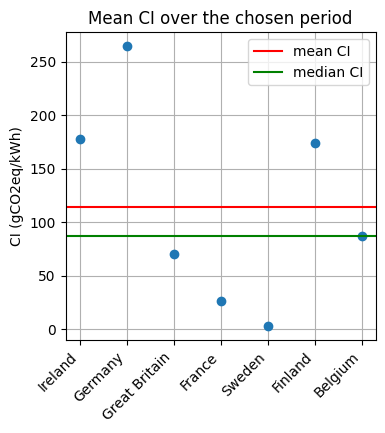 Mean CI over the chosen period
mean CI
median CI
CI (gCO2eq/kWh)
250
200
150
100
50
0
Ireland
Germany
Great Britain
France
Sweden
Finland
Belgium